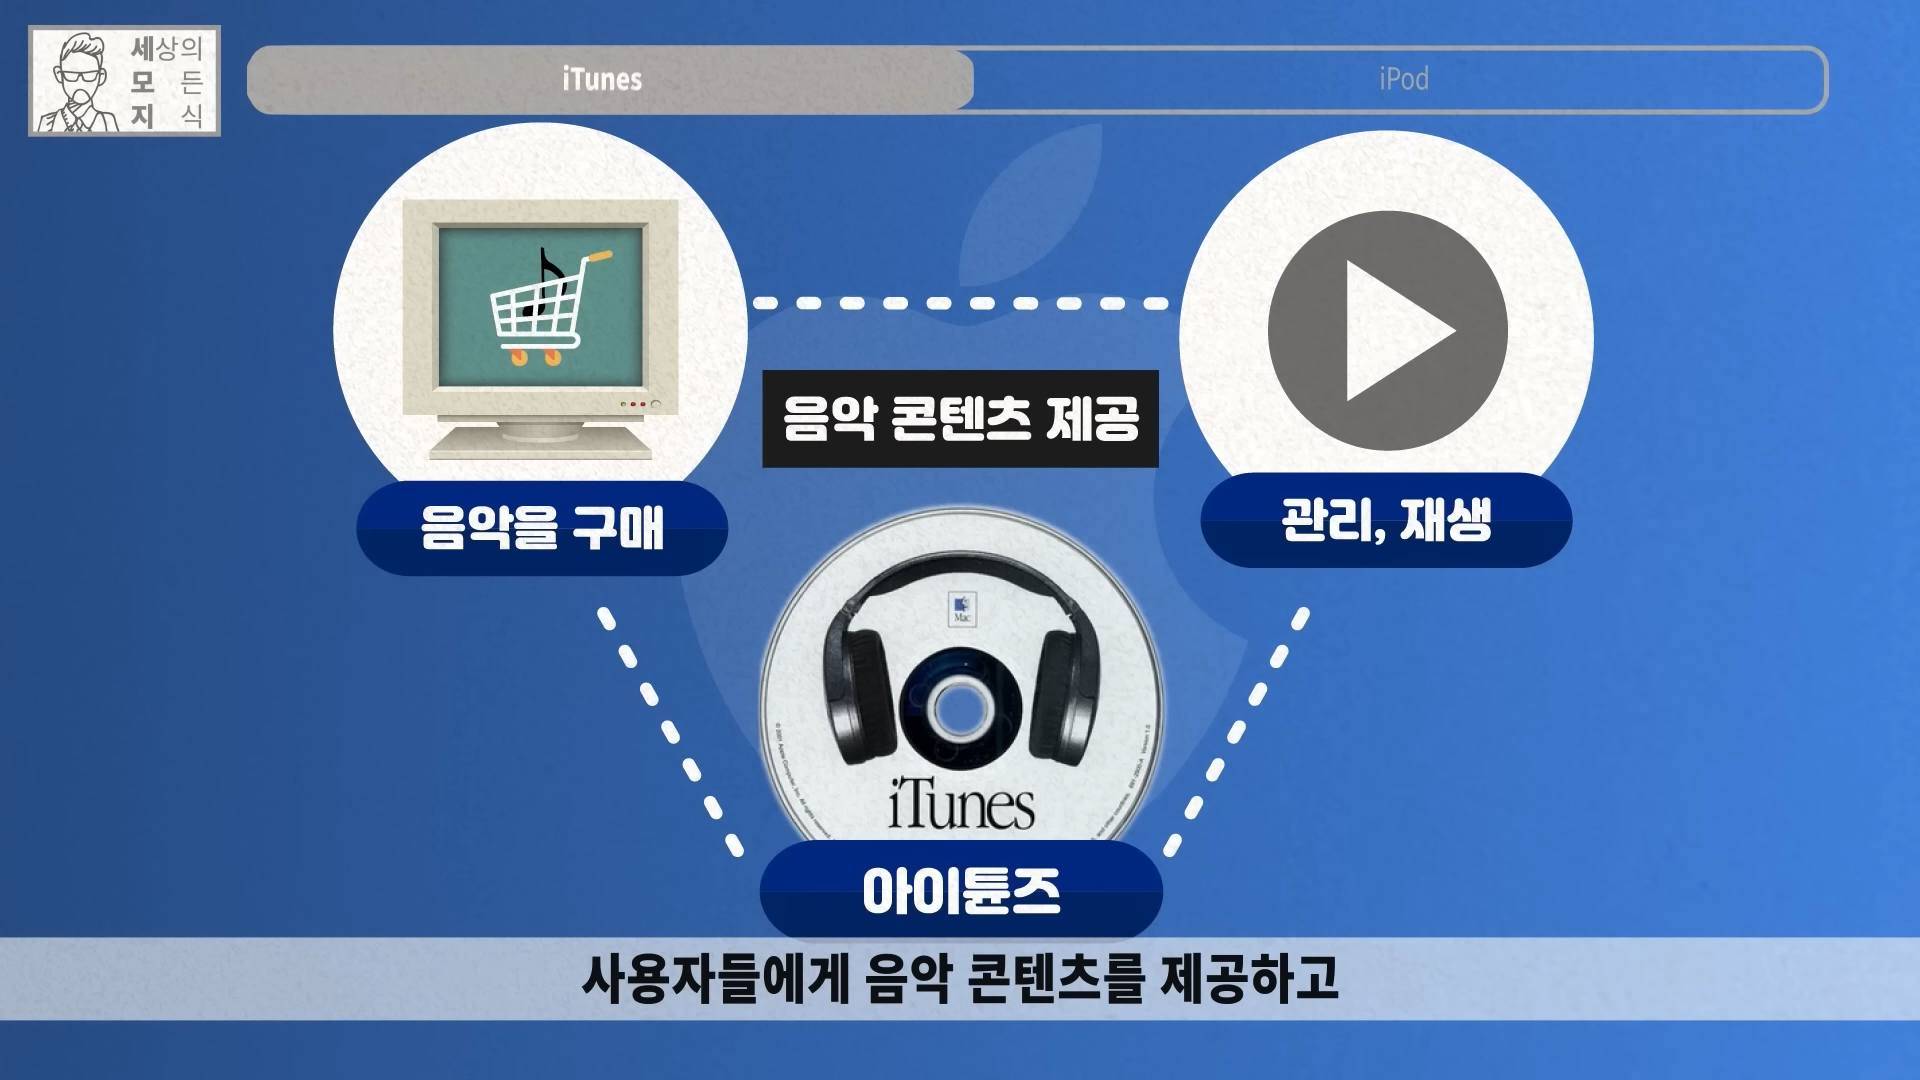 세상의
모든
지식
iTunes
iPod
음악 콘텐츠 제공
음악을 구매
관리, 재생
Mac
iTunes
아이튠즈
사용자들에게 음악 콘텐츠를 제공하고